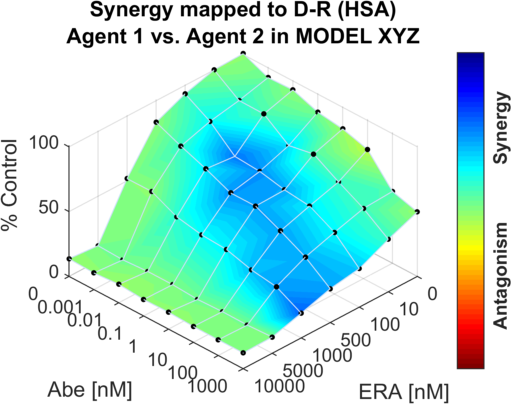 Synergy mapped to D-R (HSA)
Agent 1 vs. Agent 2 in MODEL XYZ
100
50
0
% Control
0
0.001
0.01
0.1
1
10
100
1000
Abe [nM]
0
10
100
500
1000
5000
10000
ERA [nM]
Synergy
Antagonism